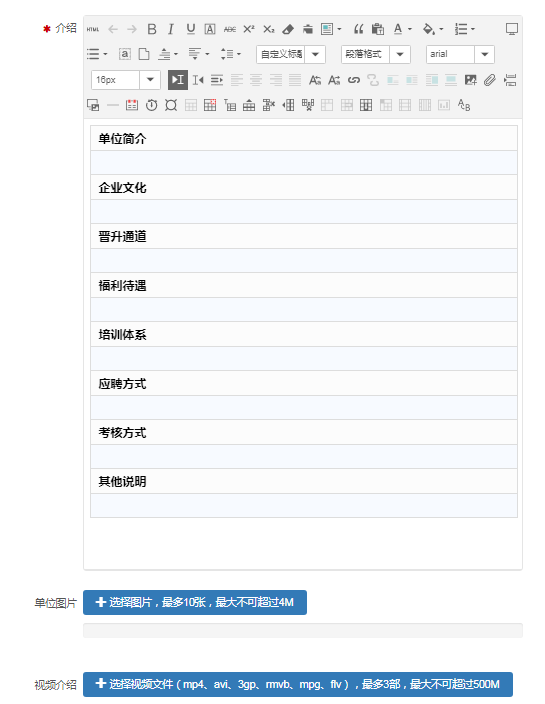 介绍
HTML
自定义标题
段落格式
arial
16px
单位简介
企业文化
晋升通道
福利待遇
培训体系
应聘方式
考核方式
其他说明
单位图片
选择图片，最多10张，最大不可超过4M
视频介绍
选择视频文件（mp4、avi、3gp、rmvb、mpg、flv），最多3部，最大不可超过500M